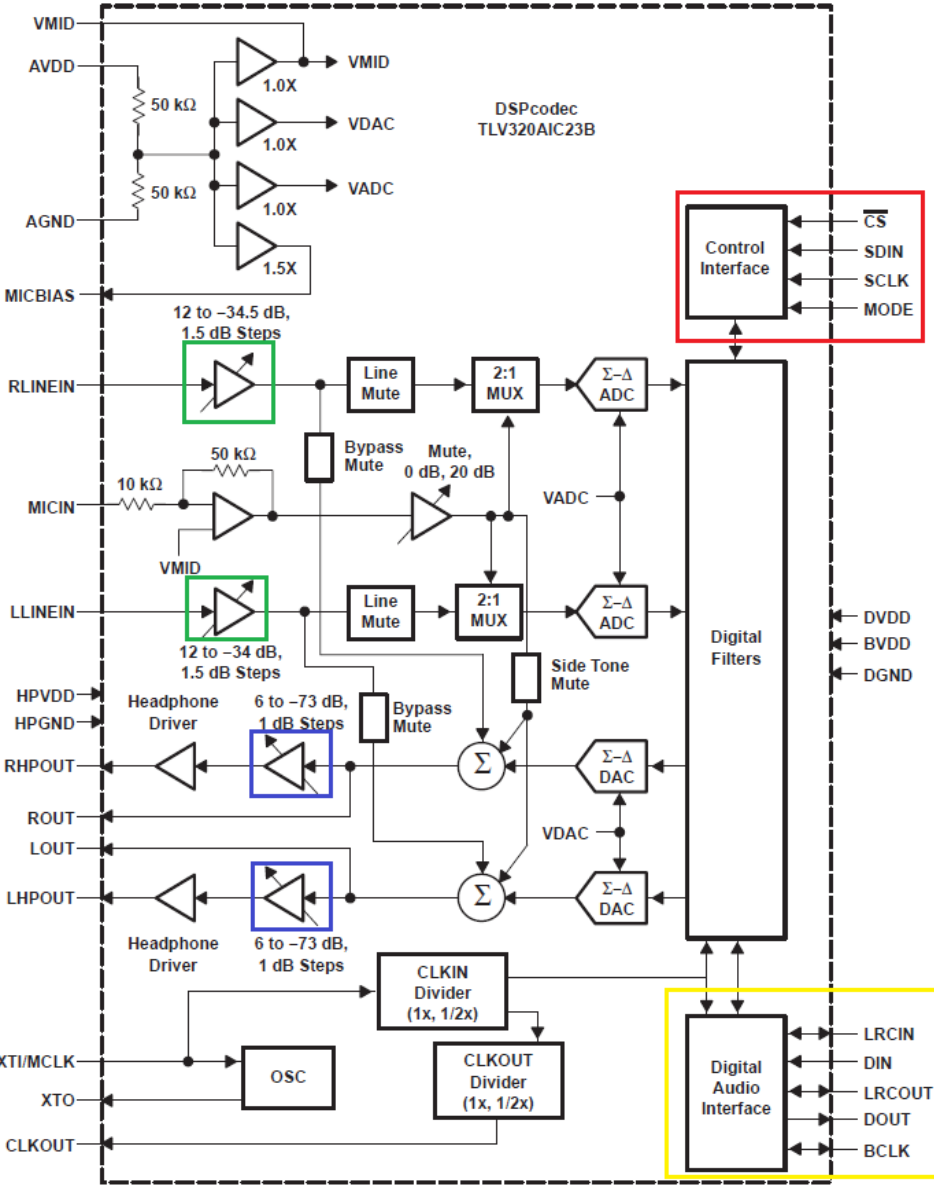 VMID
AVDD
50 kΩ
50 kΩ
AGND
MICBIAS
1.0X
VMID
1.0X
VDAC
1.0X
VADC
1.5X
DSPcodec
TLV320AIC23B
Control
Interface
CS
SDIN
SCLK
MODE
12 to –34.5 dB,
1.5 dB Steps
RLINEIN
Line
Mute
2:1
MUX
Σ–Δ
ADC
Bypass
Mute
50 kΩ
10 kΩ
MICIN
VMID
Mute,
0 dB, 20 dB
VADC
LLINEIN
12 to –34 dB,
1.5 dB Steps
Line
Mute
2:1
MUX
Σ–Δ
ADC
Digital
Filters
DVDD
BVDD
DGND
Side Tone
Mute
Bypass
Mute
HPVDD
HPGND
Headphone
Driver
6 to –73 dB,
1 dB Steps
RHPOUT
Σ
Σ–Δ
DAC
ROUT
VDAC
LOUT
LHPOUT
Σ
Σ–Δ
DAC
Headphone
Driver
6 to –73 dB,
1 dB Steps
CLKIN
Divider
(1x, 1/2x)
XTI/MCLK
OSC
XTO
CLKOUT
Divider
(1x, 1/2x)
CLKOUT
Digital
Audio
Interface
LRCIN
DIN
LRCOUT
DOUT
BCLK